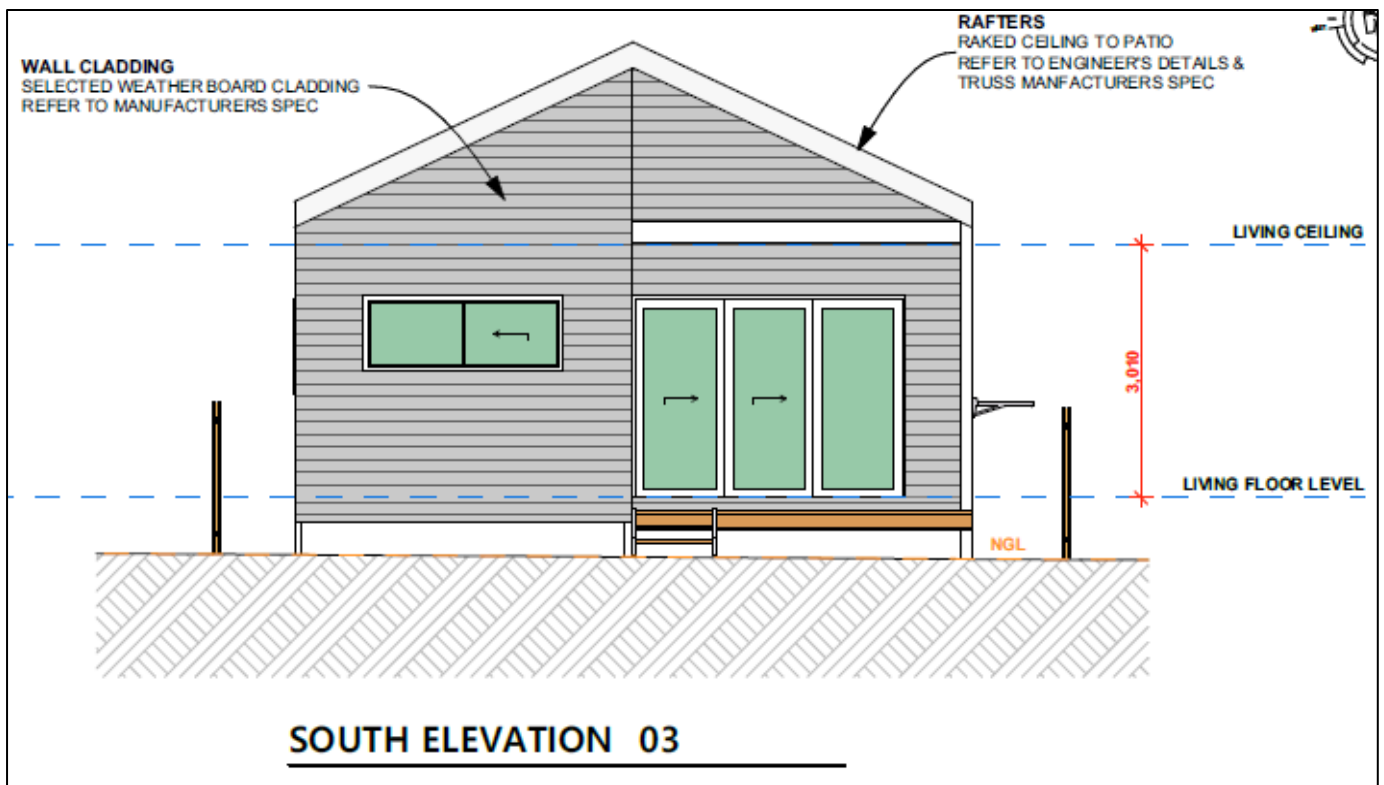 WALL CLADDING
SELECTED WEATHER BOARD CLADDING
REFER TO MANUFACTURERS SPEC
RAFTERS
RAKED CEILING TO PATIO
REFER TO ENGINEER'S DETAILS &
TRUSS MANFACTURERS SPEC
LIVING CEILING
3,010
LIVING FLOOR LEVEL
NGL
SOUTH ELEVATION 03